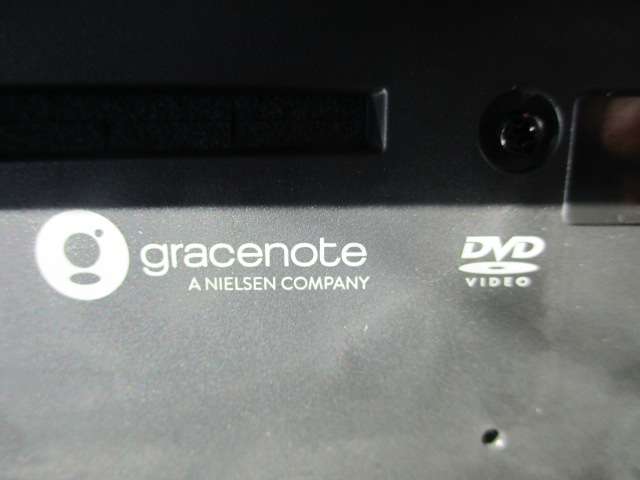 gracenote
A NIELSEN COMPANY
DVD
VIDEO